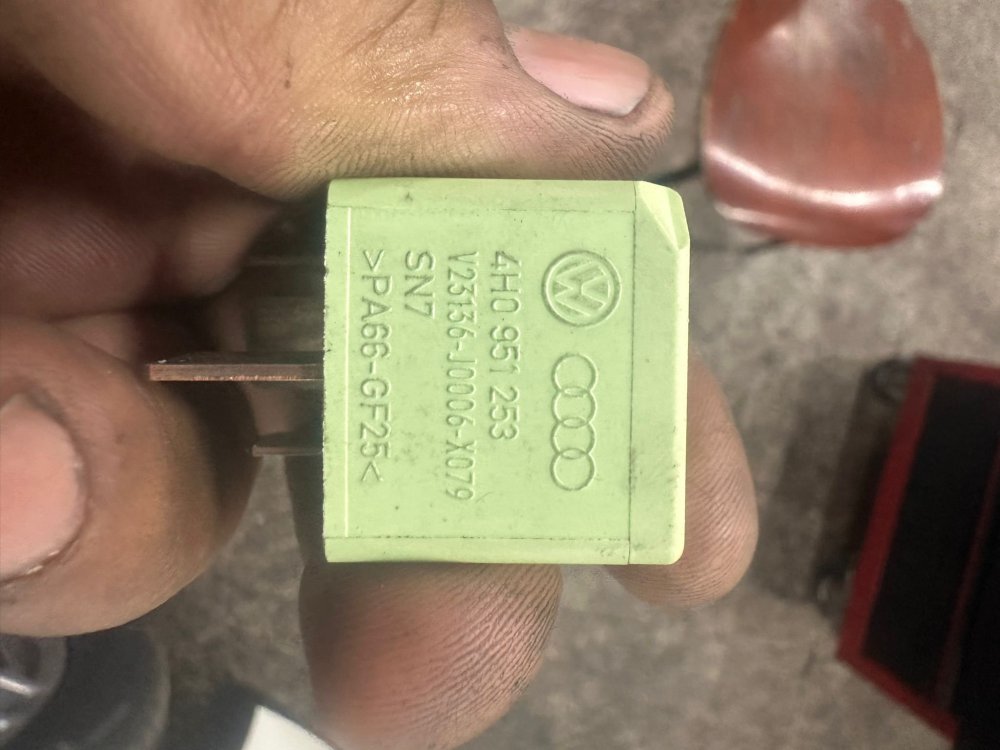 4H0 951 253
V23136-J0006-X079
SN7
>PA66-GF25<